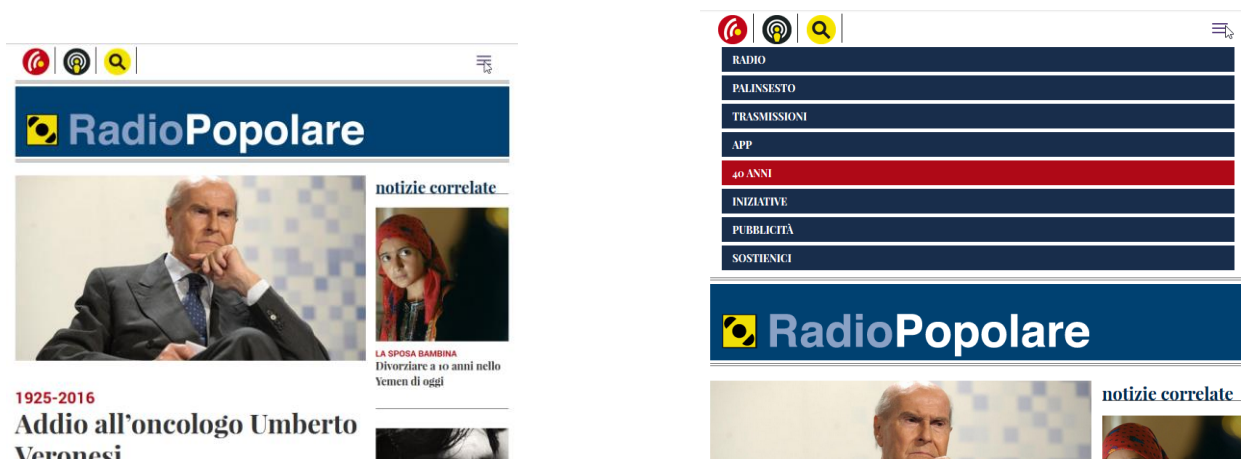 RadioPopolare
notizie correlate
LA SPOSA BAMBINA
Divorziare a 10 anni nello
Yemen di oggi
1925-2016
Addio all'oncologo Umberto
Veronesi
RADIO
PALINSESTO
TRASMISSIONI
APP
40 ANNI
INIZIATIVE
PUBBLICITÀ
SOSTIENICI
RadioPopolare
notizie correlate